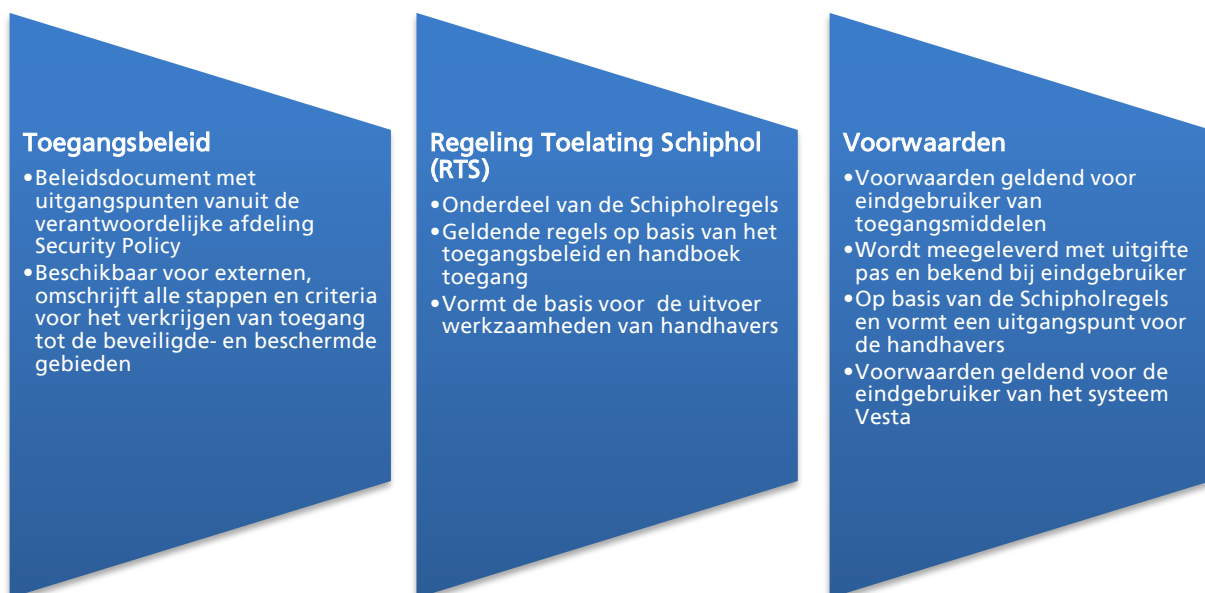 Toegangsbeleid
•Beleidsdocument met
uitgangspunten vanuit de
verantwoordelijke afdeling
Security Policy
•Beschikbaar voor externen,
omschrijft alle stappen en criteria
voor het verkrijgen van toegang
tot de beveiligde- en beschermde
gebieden
Regeling Toelating Schiphol
(RTS)
•Onderdeel van de Schipholregels
•Geldende regels op basis van het
toegangsbeleid en handboek
toegang
•Vormt de basis voor de uitvoer
werkzaamheden van handhavers
Voorwaarden
•Voorwaarden geldend voor
eindgebruiker van
toegangsmiddelen
•Wordt meegeleverd met uitgifte
pas en bekend bij eindgebruiker
•Op basis van de Schipholregels
en vormt een uitgangspunt voor
de handhavers
•Voorwaarden geldend voor de
eindgebruiker van het systeem
Vesta